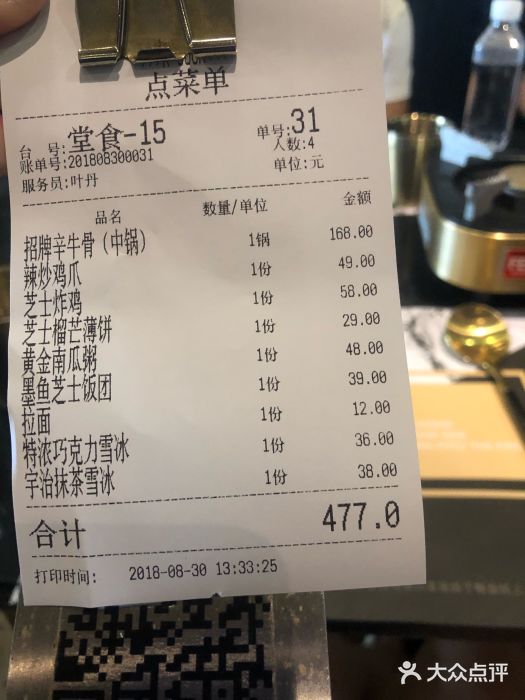 点菜单
台 号:堂食-15 单号:31
账单号:201808300031 人数:4
服务员:叶丹 单位:元
品名 数量/单位 金额
招牌辛牛骨(中锅) 1锅 168.00
辣炒鸡爪 1份 49.00
芝士炸鸡 1份 58.00
芝士榴芒薄饼 1份 29.00
黄金南瓜粥 1份 48.00
墨鱼芝士饭团 1份 39.00
拉面 1份 12.00
特浓巧克力雪冰 1份 36.00
宇治抹茶雪冰 1份 38.00
合计 477.0
打印时间: 2018-08-30 13:33:25
大众点评